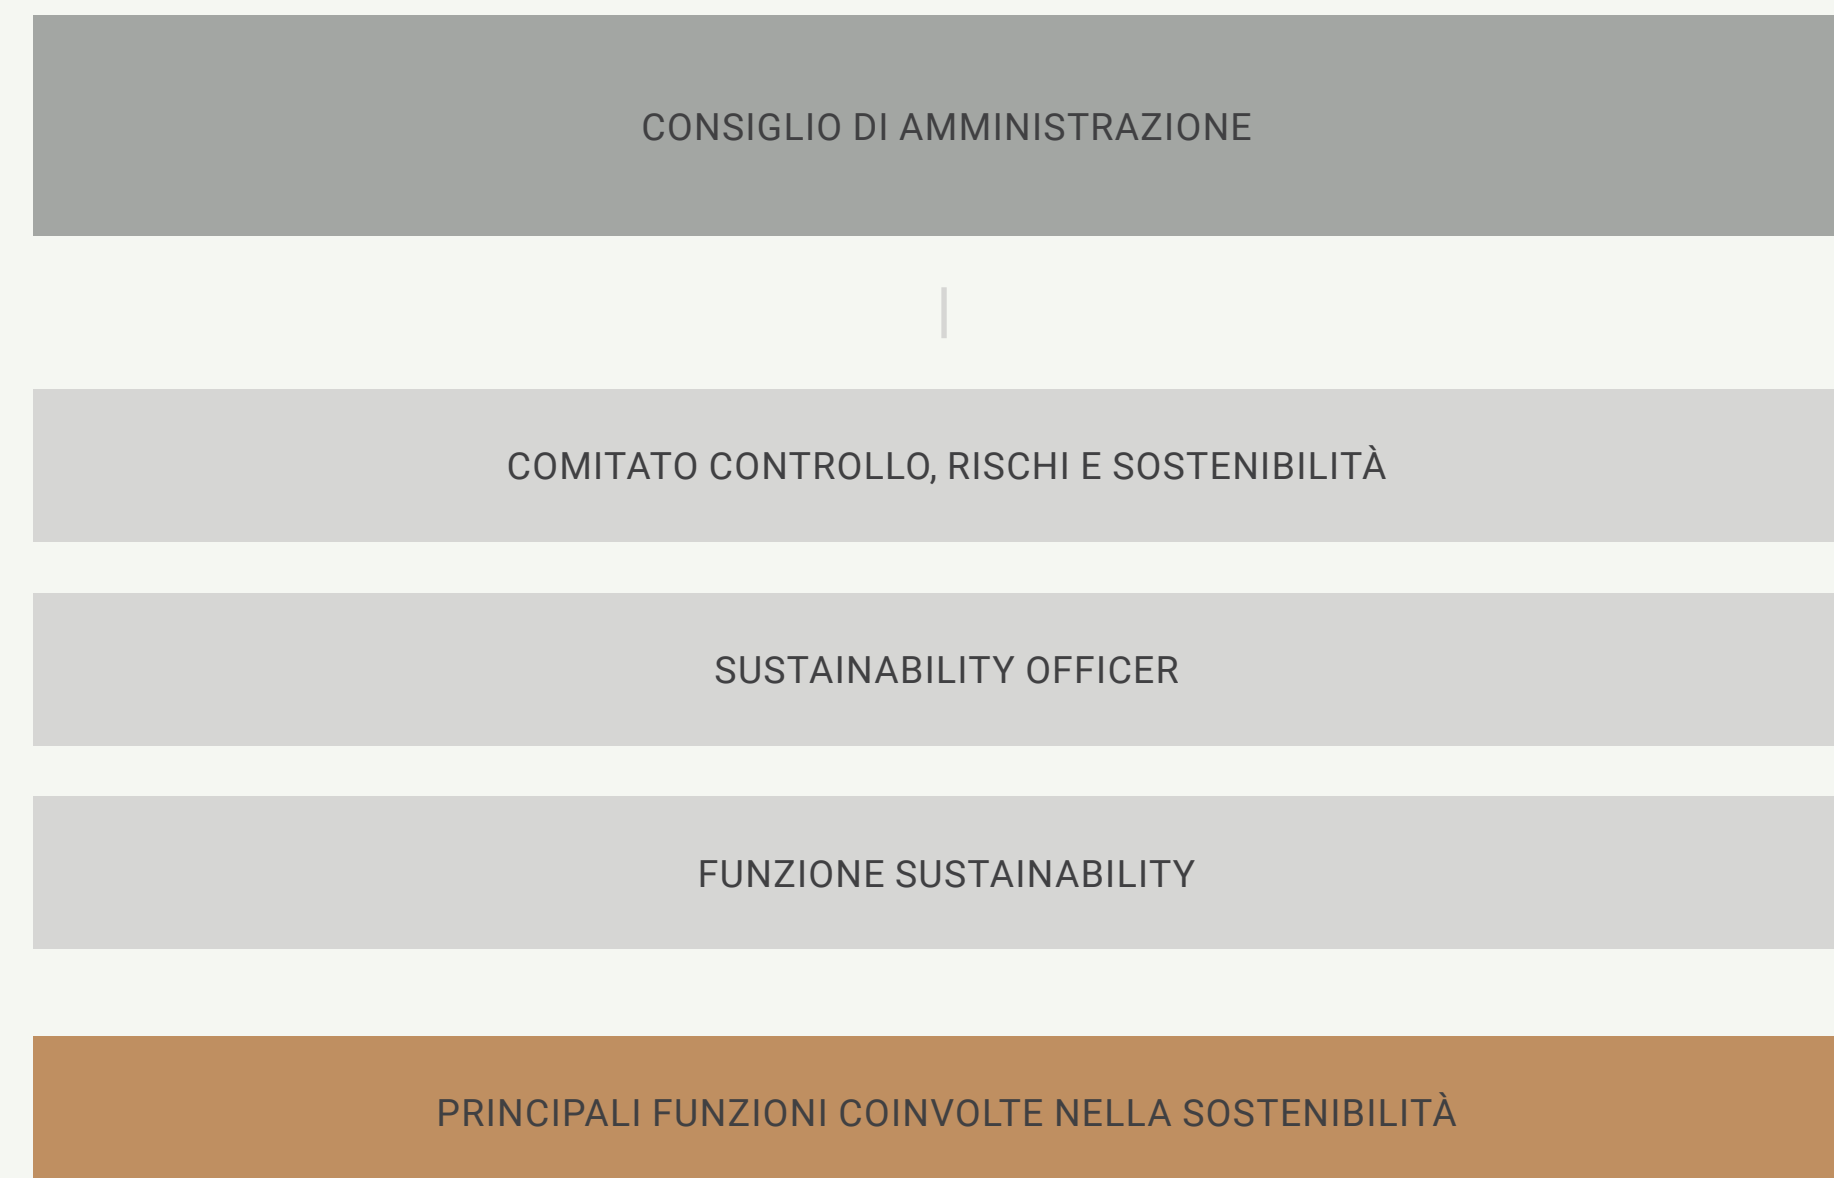 CONSIGLIO DI AMMINISTRAZIONE
COMITATO CONTROLLO, RISCHI E SOSTENIBILITÀ
SUSTAINABILITY OFFICER
FUNZIONE SUSTAINABILITY
PRINCIPALI FUNZIONI COINVOLTE NELLA SOSTENIBILITÀ